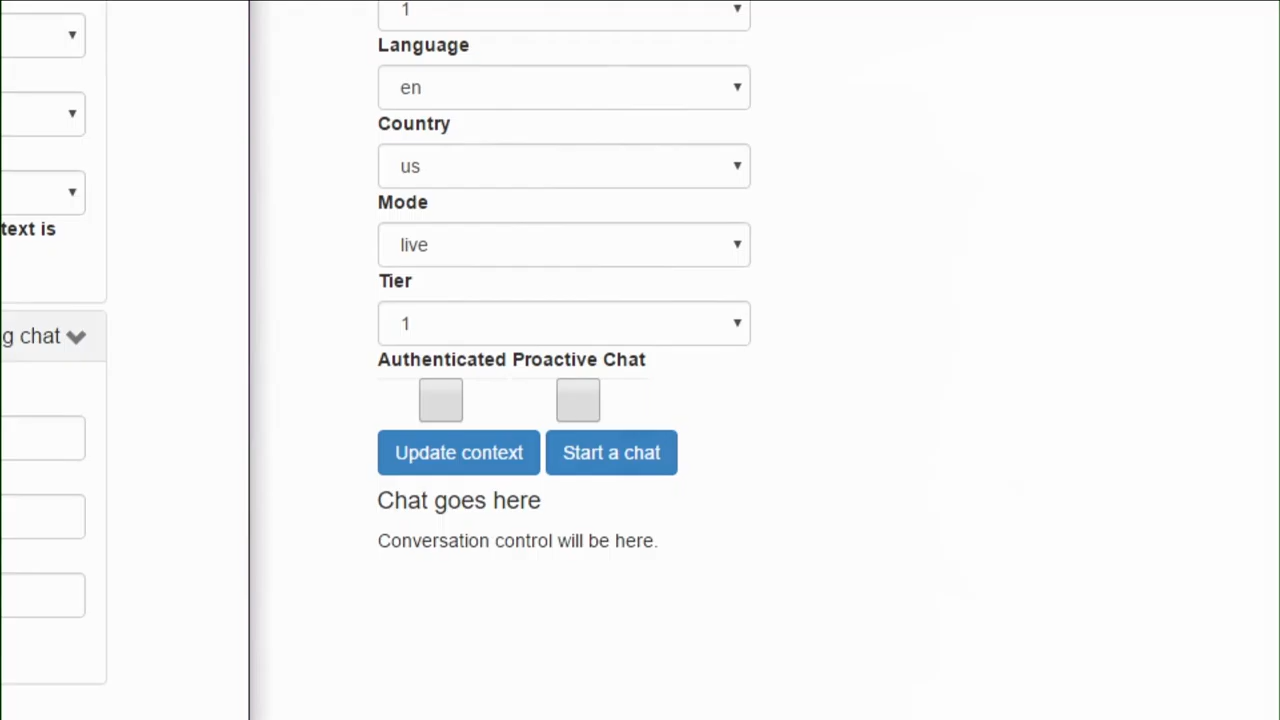 1
Language
en
Country
us
Mode
live
Tier
1
Authenticated Proactive Chat
Update context Start a chat
Chat goes here
Conversation control will be here.
text is
g chat